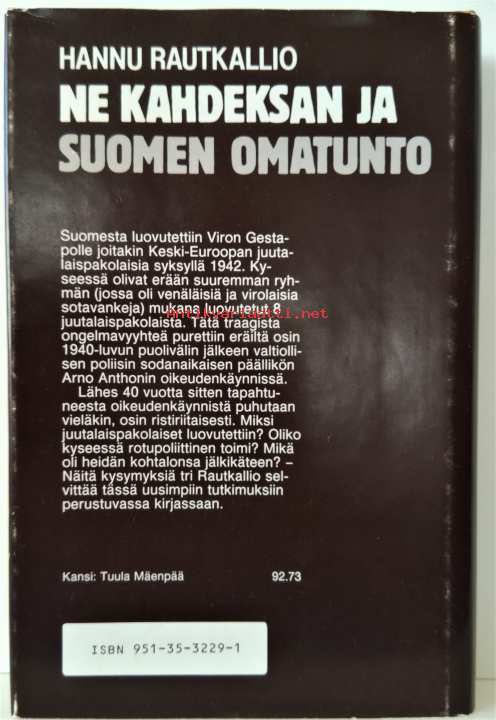 HANNU RAUTKALLIO
NE KAHDEKSAN JA
SUOMEN OMATUNTO
Suomesta luovutettiin Viron Gesta-
polle joitakin Keski-Euroopan juuta-
laispakolaisia syksyllä 1942. Ky-
seessä olivat erään suuremman ryh-
män (jossa oli venäläisiä ja virolaisia
sotavankeja) mukana luovutetut 8
juutalaispakolaista. Tätä traagista
ongelmavyyhteä purettiin eräiltä osin
1940-luvun puolivälin jälkeen valtiolli-
sen poliisin sodanaikaisen päällikön
Arno Anthonin oikeudenkäynnissä.
Lähes 40 vuotta sitten tapahtu-
neesta oikeudenkäynnistä puhutaan
vieläkin, osin ristiriitaisesti. Miksi
juutalaispakolaiset luovutettiin? Oliko
kyseessä rotupoliittinen toimi? Mikä
oli heidän kohtalonsa jälkikäteen? –
Näitä kysymyksiä tri Rautkallio sel-
vittää tässä uusimpiin tutkimuksiin
perustuvassa kirjassaan.
Kansi: Tuula Mäenpää 92.73
ISBN 951-35-3229-1
antikvariaatti.net